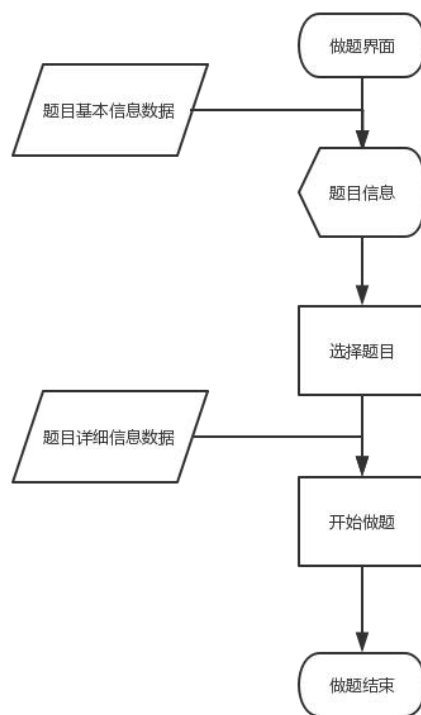 做题界面
题目基本信息数据
题目信息
选择题目
题目详细信息数据
开始做题
做题结束